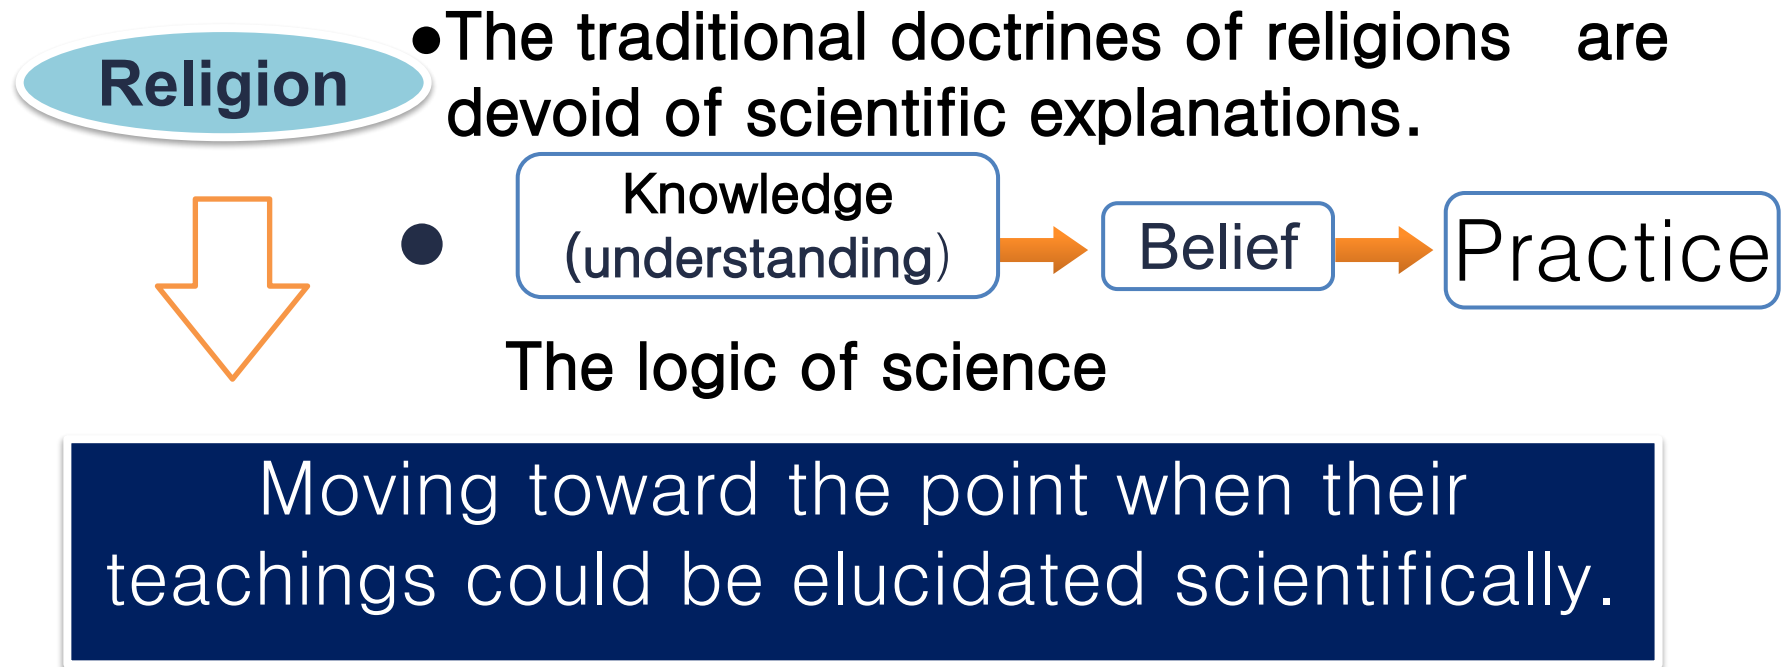 Religion
●The traditional doctrines of religions are
devoid of scientific explanations.
●
Knowledge
(understanding)
Belief
Practice
The logic of science
Moving toward the point when their
teachings could be elucidated scientifically.